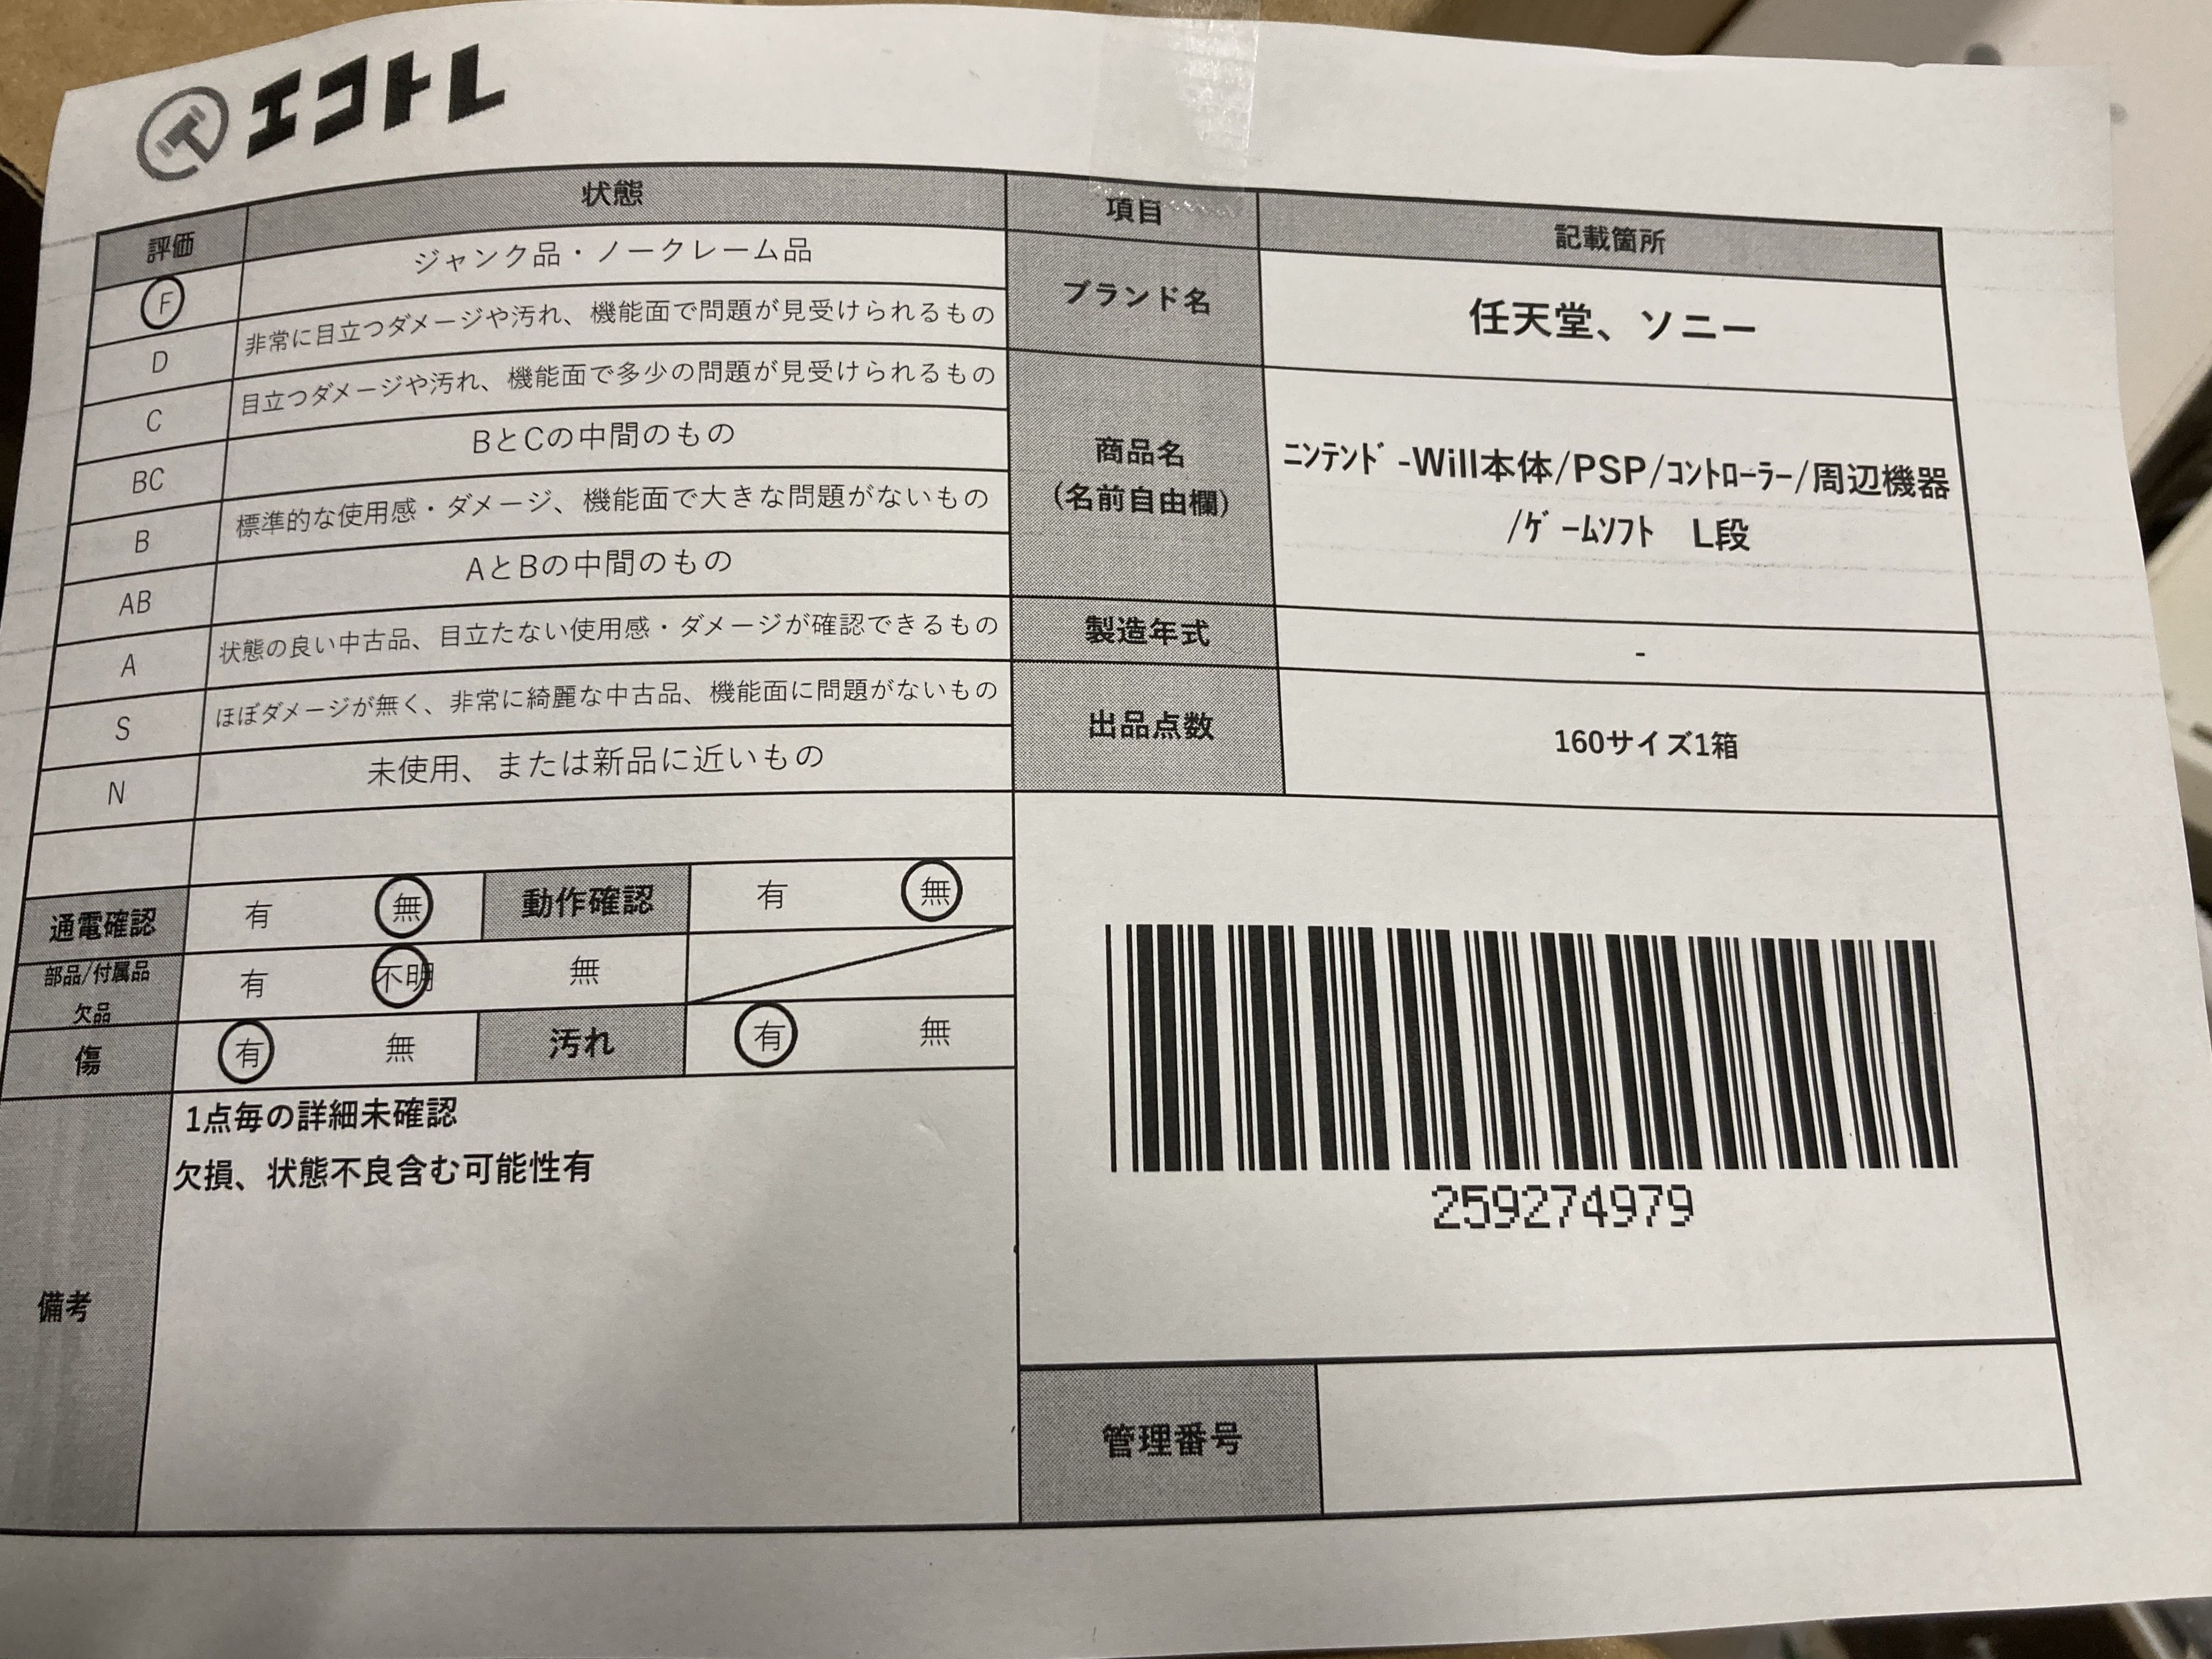 エコトレ
評価 状態
F ジャンク品・ノークレーム品
D 非常に目立つダメージや汚れ、機能面で問題が見受けられるもの
C 目立つダメージや汚れ、機能面で多少の問題が見受けられるもの
BC BとCの中間のもの
B 標準的な使用感・ダメージ、機能面で大きな問題がないもの
AB AとBの中間のもの
A 状態の良い中古品、目立たない使用感・ダメージが確認できるもの
S ほぼダメージが無く、非常に綺麗な中古品、機能面に問題がないもの
N 未使用、または新品に近いもの
通電確認 有 無 動作確認 有 無
部品/付属品
欠品 有 不明 無
傷 有 無 汚れ 有 無
備考
1点毎の詳細未確認
欠損、状態不良含む可能性有
項目 記載箇所
ブランド名 任天堂、ソニー
商品名
(名前自由欄)
ﾆﾝﾃﾝﾄﾞ-Will本体/PSP/ｺﾝﾄﾛｰﾗｰ/周辺機器
/ｹﾞｰﾑｿﾌﾄ L段
製造年式 -
出品点数 160サイズ1箱
259274979
管理番号